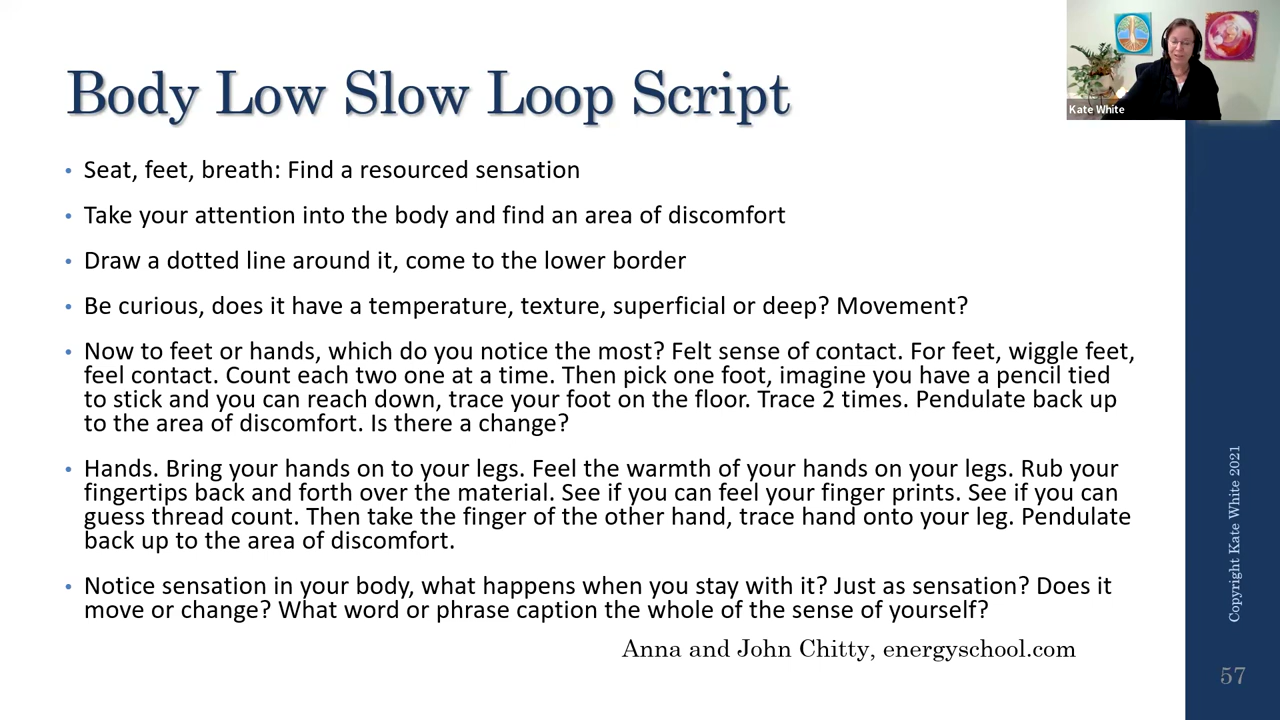 Body Low Slow Loop Script
Kate White
• Seat, feet, breath: Find a resourced sensation
• Take your attention into the body and find an area of discomfort
• Draw a dotted line around it, come to the lower border
• Be curious, does it have a temperature, texture, superficial or deep? Movement?
• Now to feet or hands, which do you notice the most? Felt sense of contact. For feet, wiggle feet,
feel contact. Count each two one at a time. Then pick one foot, imagine you have a pencil tied
to stick and you can reach down, trace your foot on the floor. Trace 2 times. Pendulate back up
to the area of discomfort. Is there a change?
• Hands. Bring your hands on to your legs. Feel the warmth of your hands on your legs. Rub your
fingertips back and forth over the material. See if you can feel your finger prints. See if you can
guess thread count. Then take the finger of the other hand, trace hand onto your leg. Pendulate
back up to the area of discomfort.
• Notice sensation in your body, what happens when you stay with it? Just as sensation? Does it
move or change? What word or phrase caption the whole of the sense of yourself?
Anna and John Chitty, energyschool.com
Copyright Kate White 2021
57